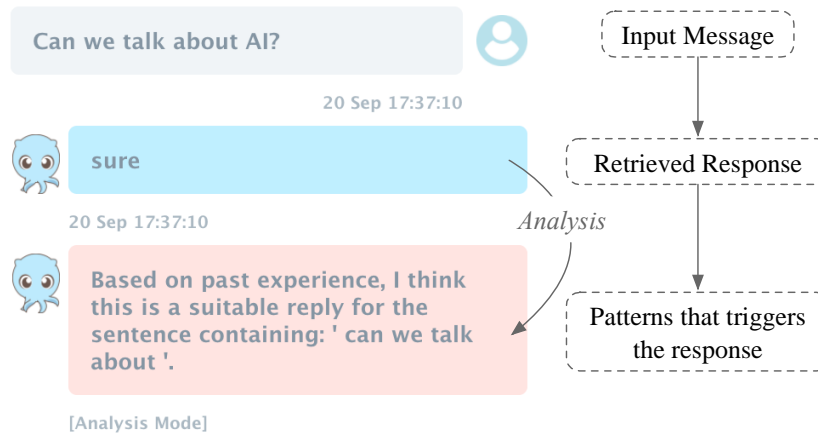 Can we talk about AI?
20 Sep 17:37:10
sure
20 Sep 17:37:10
Based on past experience, I think
this is a suitable reply for the
sentence containing: ' can we talk
about '.
[Analysis Mode]
Analysis
Input Message
Retrieved Response
Patterns that triggers
the response